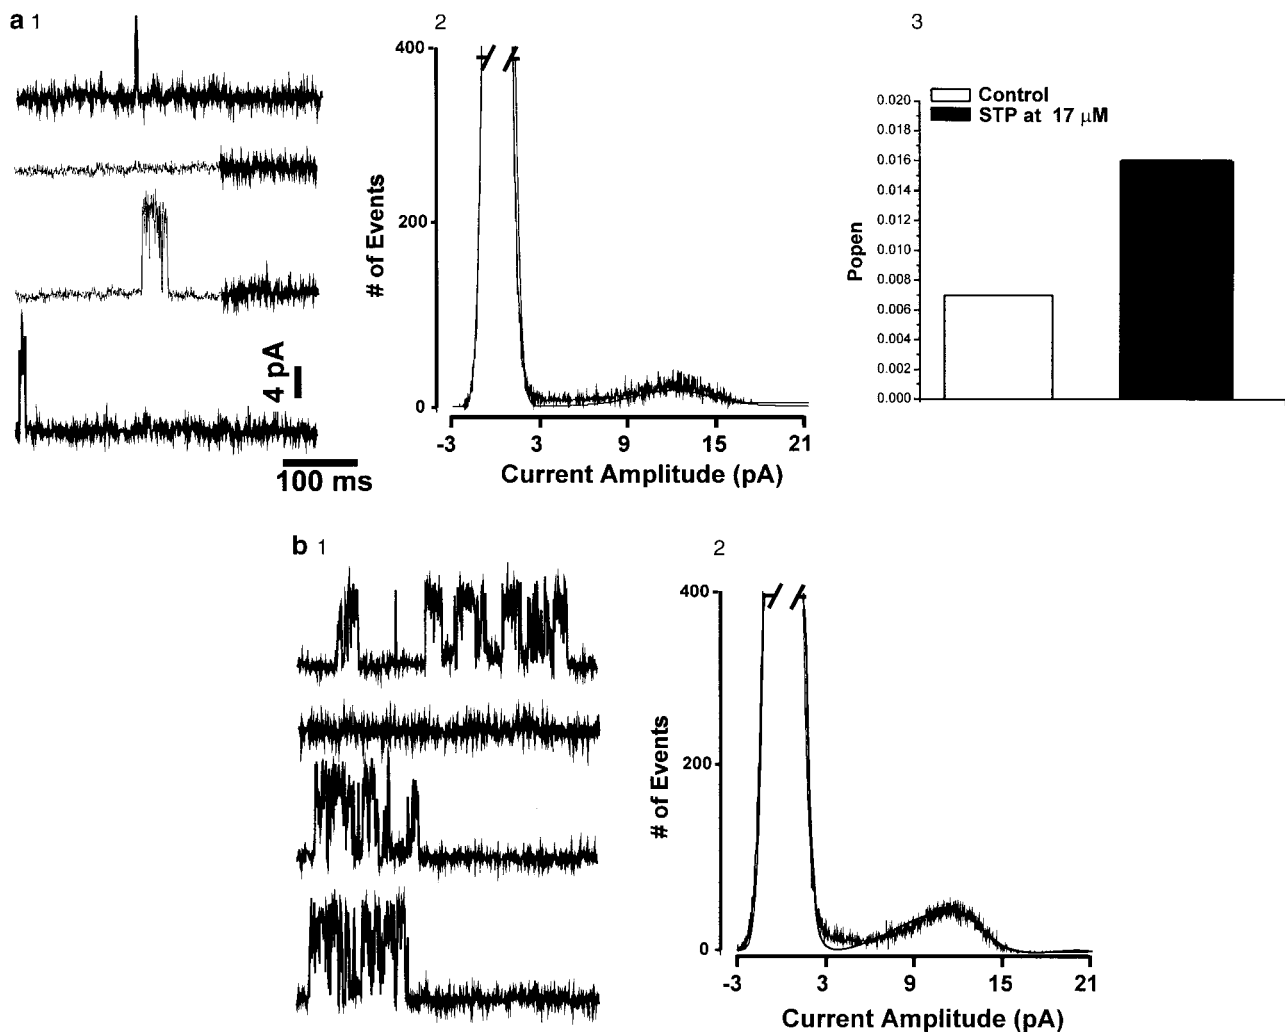 a 1
2
3
400
200
0
# of Events
-3 3 9 15 21
Current Amplitude (pA)
4 pA
100 ms
Control
STP at 17 μM
0.020
0.018
0.016
0.014
0.012
0.010
0.008
0.006
0.004
0.002
0.000
Popen
b 1
2
400
200
0
# of Events
-3 3 9 15 21
Current Amplitude (pA)